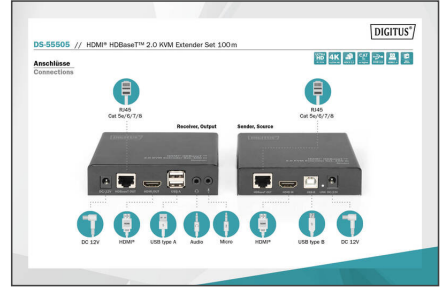 DIGITUS®
DS-55505 // HDMI® HDBaseT™ 2.0 KVM Extender Set 100 m
Anschlüsse
Connections
RJ45
Cat 5e/6/7/8
RJ45
Cat 5e/6/7/8
Receiver, Output
Sender, Source
DC 12V
HDMI®
USB type A
Audio
Micro
HDMI®
USB type B
DC 12V